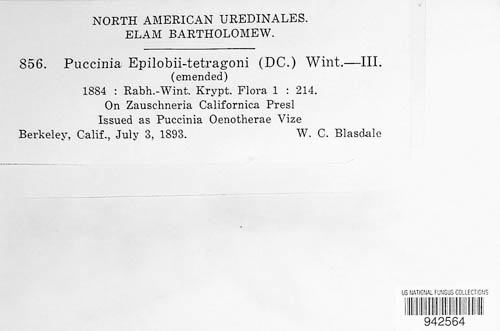 NORTH AMERICAN UREDINALES.
ELAM BARTHOLOMEW.
856. Puccinia Epilobii-tetragoni (DC.) Wint.—III.
(emended)
1884 : Rabh.-Wint. Krypt. Flora 1 : 214.
On Zauschneria Californica Presl
Issued as Puccinia Oenotherae Vize
Berkeley, Calif., July 3, 1893. W. C. Blasdale
US NATIONAL FUNGUS COLLECTIONS
942564